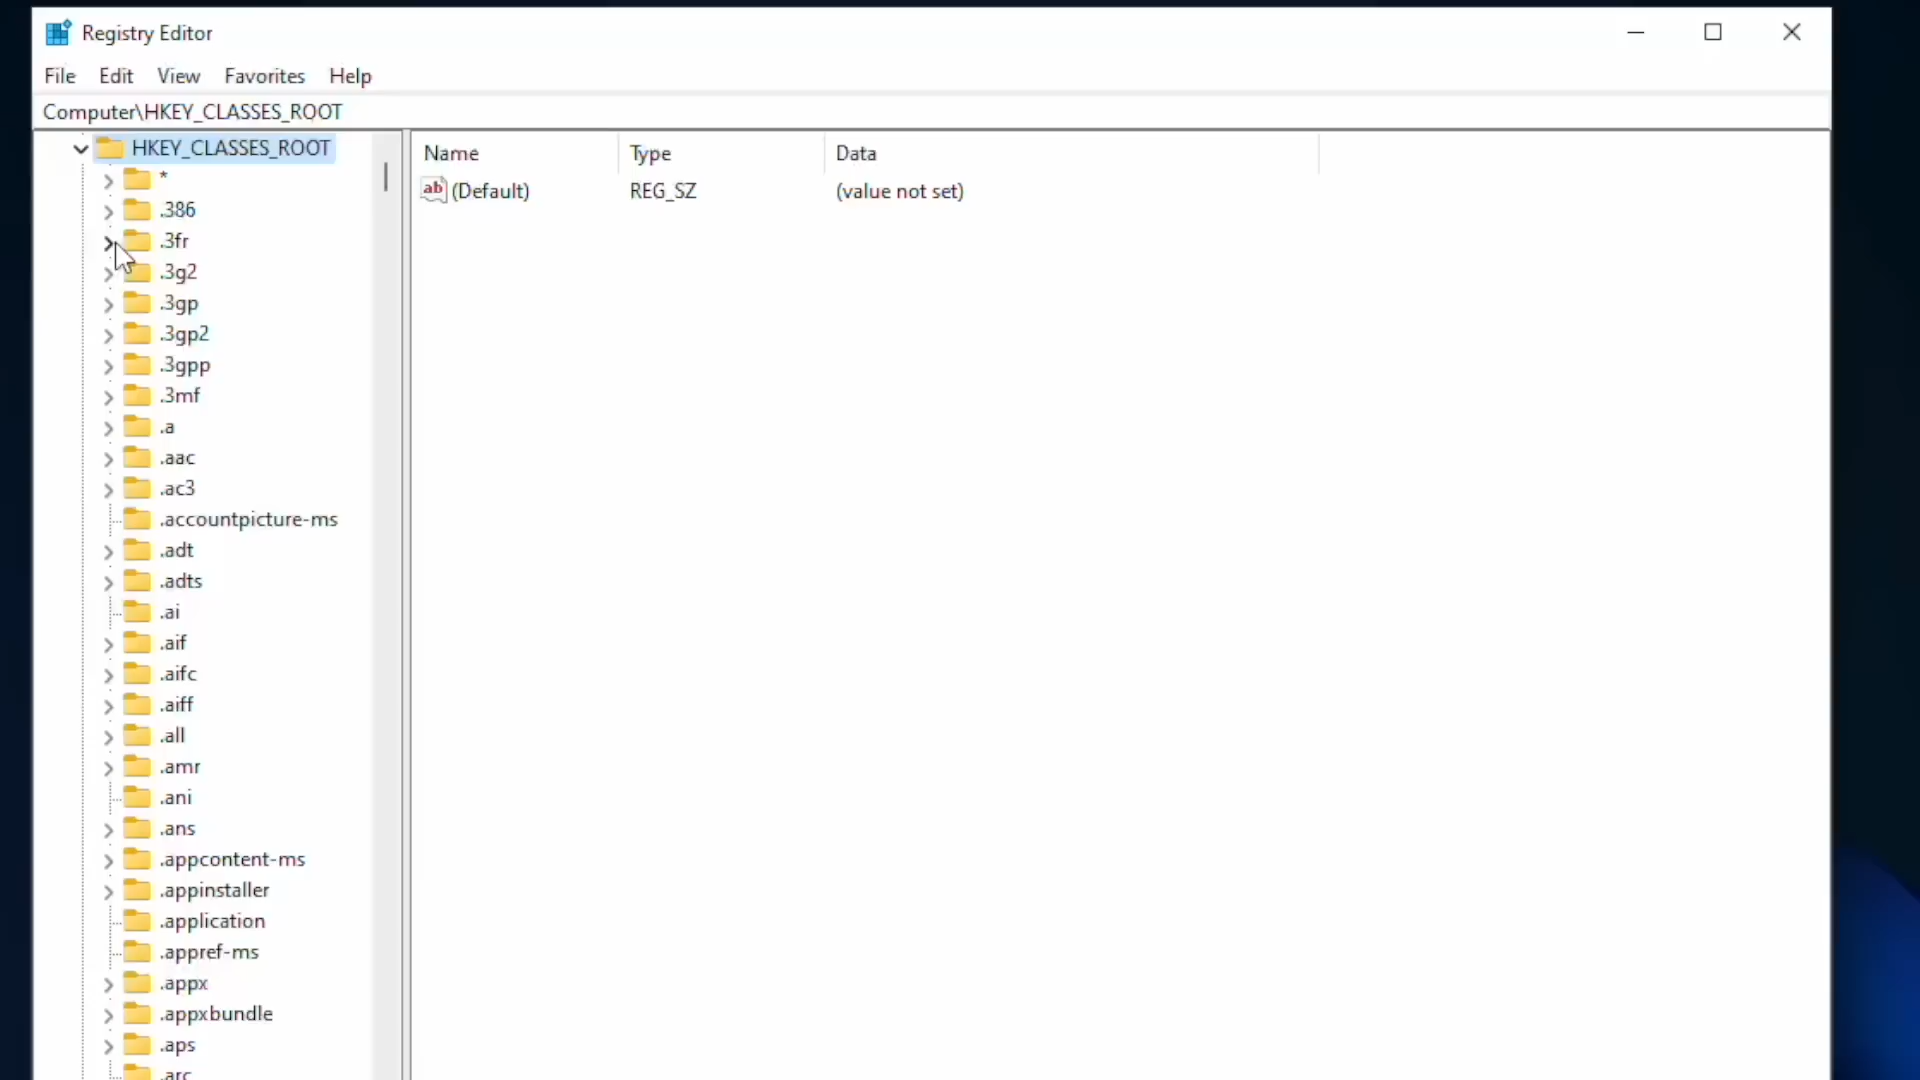 Registry Editor
File Edit View Favorites Help
Computer\HKEY_CLASSES_ROOT
HKEY_CLASSES_ROOT
*
.386
.3fr
.3g2
.3gp
.3gp2
.3gpp
.3mf
.a
.aac
.ac3
.accountpicture-ms
.adt
.adts
.ai
.aif
.aifc
.aiff
.all
.amr
.ani
.ans
.appcontent-ms
.appinstaller
.application
.appref-ms
.appx
.appxbundle
.aps
.arc
Name Type Data
ab (Default) REG_SZ (value not set)